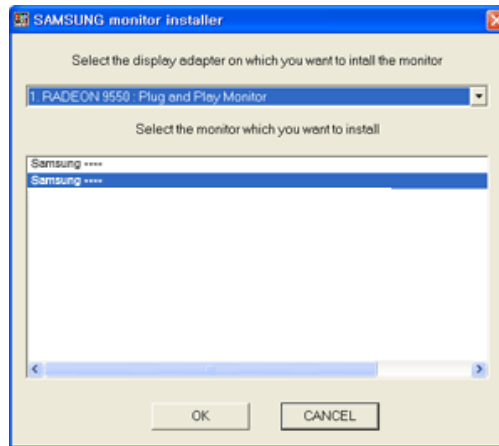 SAMSUNG monitor installer
Select the display adapter on which you want to intall the monitor
1. RADEON 9550 : Plug and Play Monitor
Select the monitor which you want to install
Samsung ----
Samsung ----
OK
CANCEL